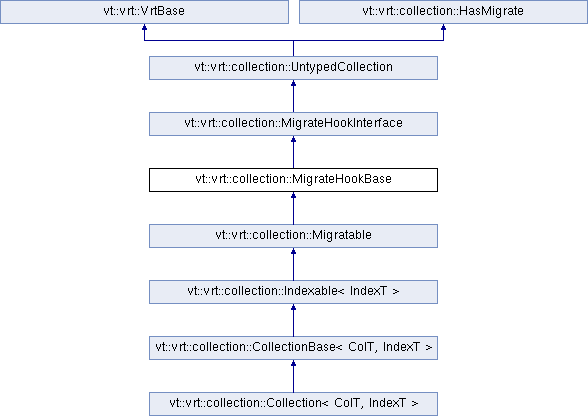 vt::vrt::VrtBase
vt::vrt::collection::HasMigrate
vt::vrt::collection::UntypedCollection
vt::vrt::collection::MigrateHookInterface
vt::vrt::collection::MigrateHookBase
vt::vrt::collection::Migratable
vt::vrt::collection::Indexable< IndexT >
vt::vrt::collection::CollectionBase< ColT, IndexT >
vt::vrt::collection::Collection< ColT, IndexT >